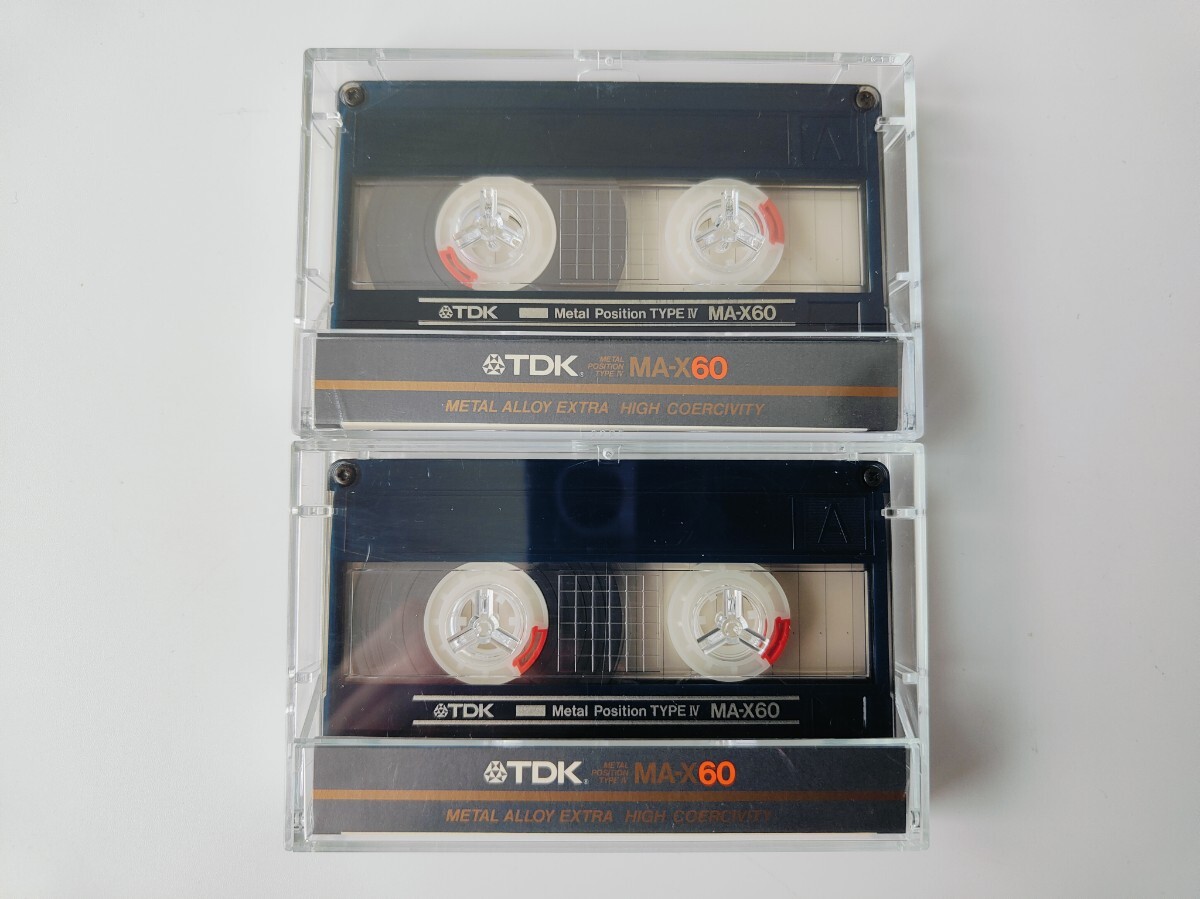 A
TDK Metal Position TYPE IV MA-X60
TDK METAL POSITION TYPE IV MA-X60
METAL ALLOY EXTRA HIGH COERCIVITY
A
TDK Metal Position TYPE IV MA-X60
TDK METAL POSITION TYPE IV MA-X60
METAL ALLOY EXTRA HIGH COERCIVITY